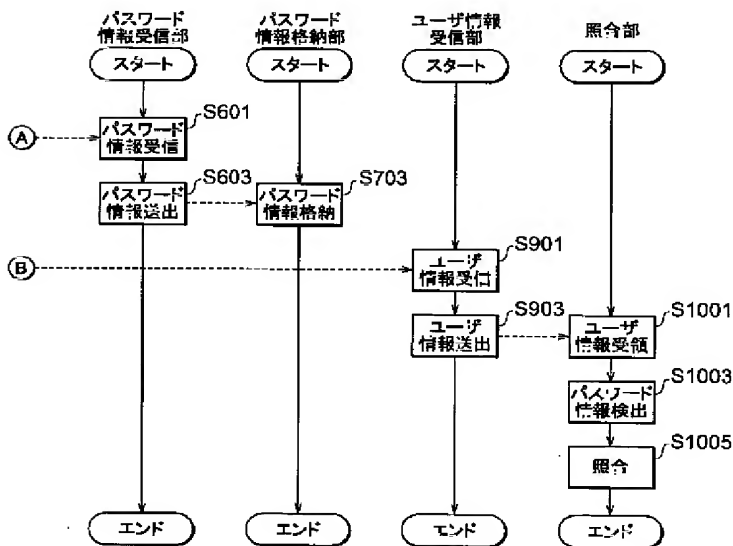 パスワード
情報受信部
パスワード
情報格納部
ユーザ情報
受信部
照合部
スタート
スタート
スタート
スタート
S601
A
パスワード
情報受信
S603
パスワード
情報送出
S703
パスワード
情報格納
B
S901
ユーザ
情報受信
S903
ユーザ
情報送出
S1001
ユーザ
情報受領
S1003
パスワード
情報検出
S1005
照合
エンド
エンド
エンド
エンド